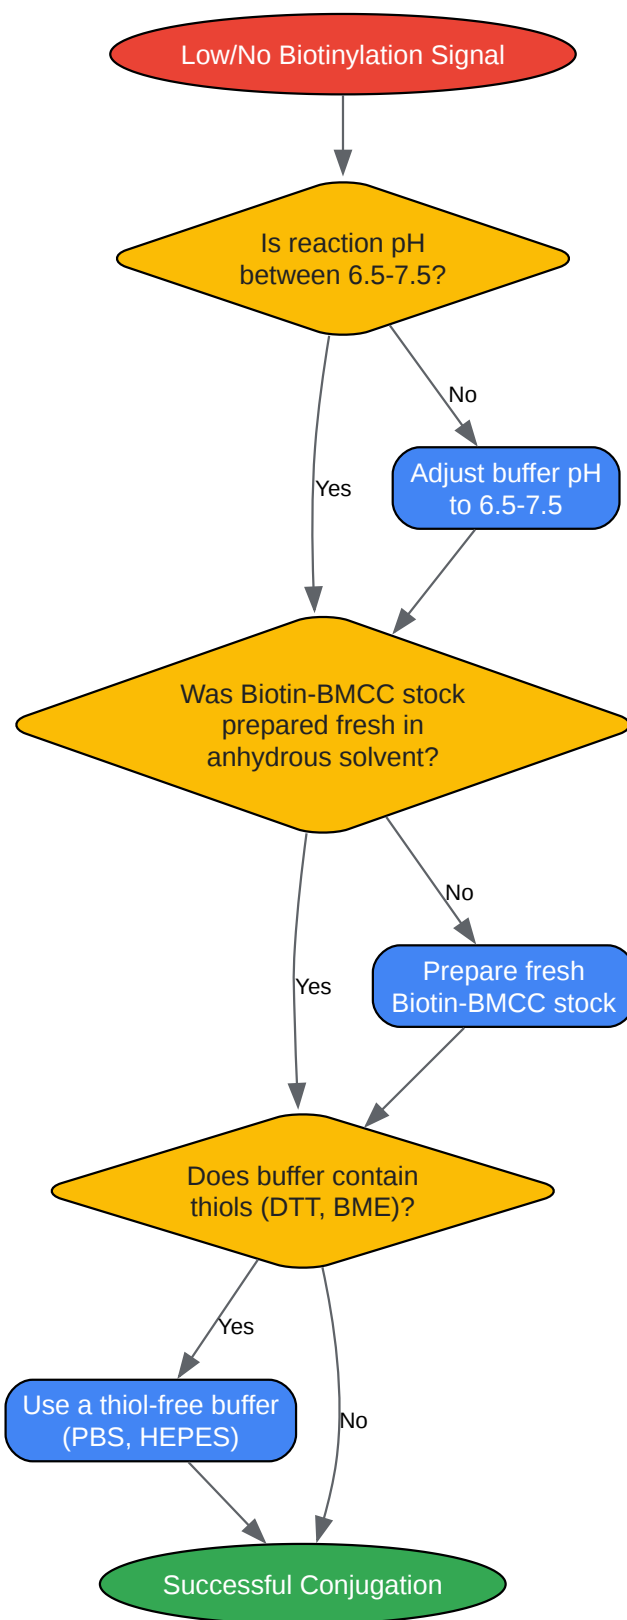 Low/No Biotinylation Signal
Is reaction pH
between 6.5-7.5?
No
Adjust buffer pH
to 6.5-7.5
Yes
Was Biotin-BMCC stock
prepared fresh in
anhydrous solvent?
No
Prepare fresh
Biotin-BMCC stock
Yes
Does buffer contain
thiols (DTT, BME)?
Yes
Use a thiol-free buffer
(PBS, HEPES)
No
Successful Conjugation